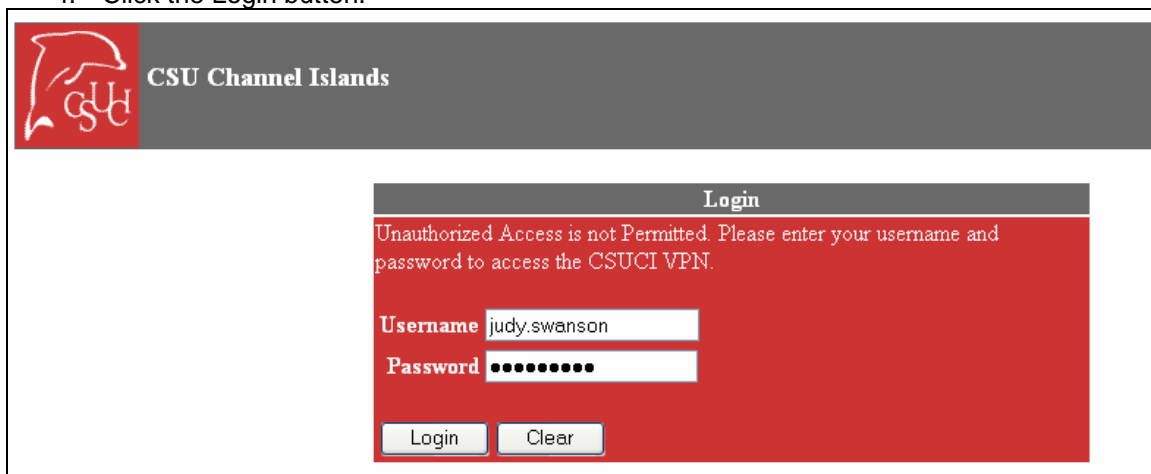 Click the Login button.
CSUCI
CSU Channel Islands
Login
Unauthorized Access is not Permitted. Please enter your username and
password to access the CSUCI VPN.
Username judy.swanson
Password •••••••••
Login Clear